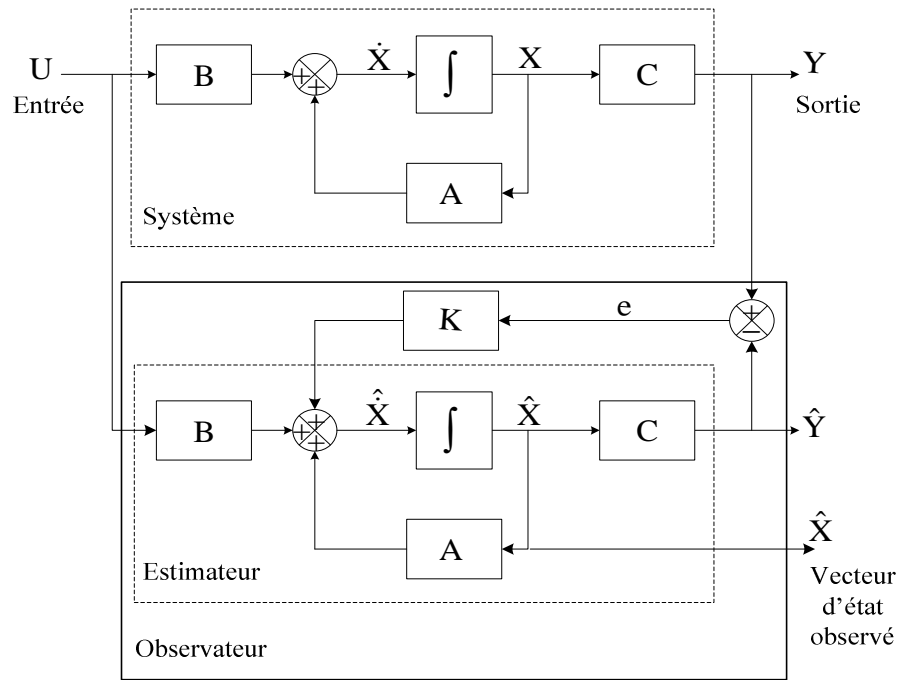 U
Entrée
B
+
+
Ẋ
∫
X
C
Y
Sortie
A
Système
K
e
+
−
B
+
+
+
X̂̇
∫
X̂
C
Ŷ
A
X̂
Estimateur
Vecteur
d'état
observé
Observateur